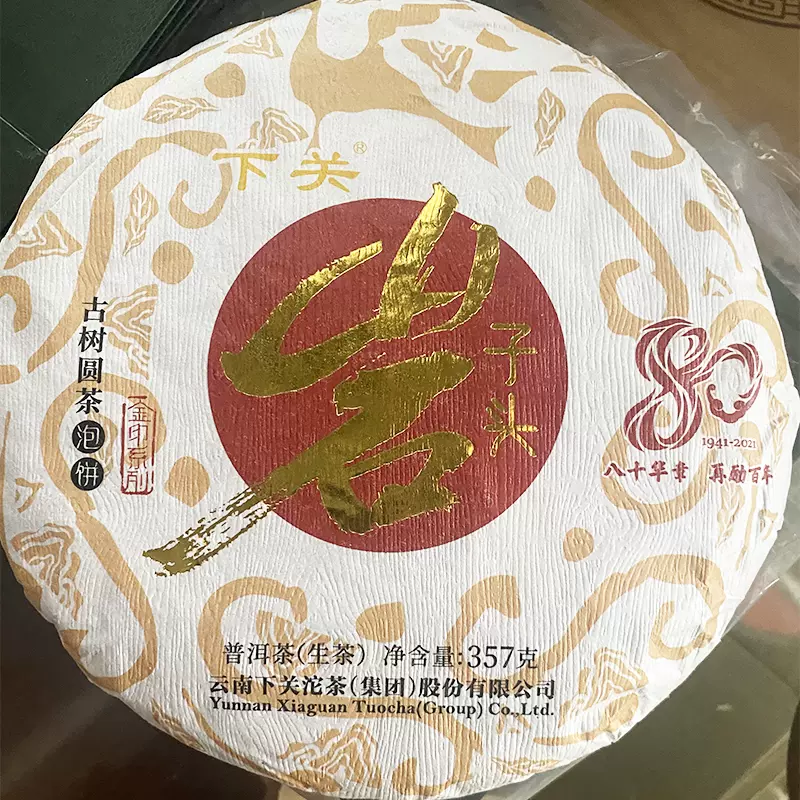 下关®
岩子头
古树圆茶泡饼
金印系列
1941-2021
八十华章 再励百年
普洱茶(生茶) 净含量:357克
云南下关沱茶(集团)股份有限公司
Yunnan Xiaguan Tuocha(Group) Co.,Ltd.